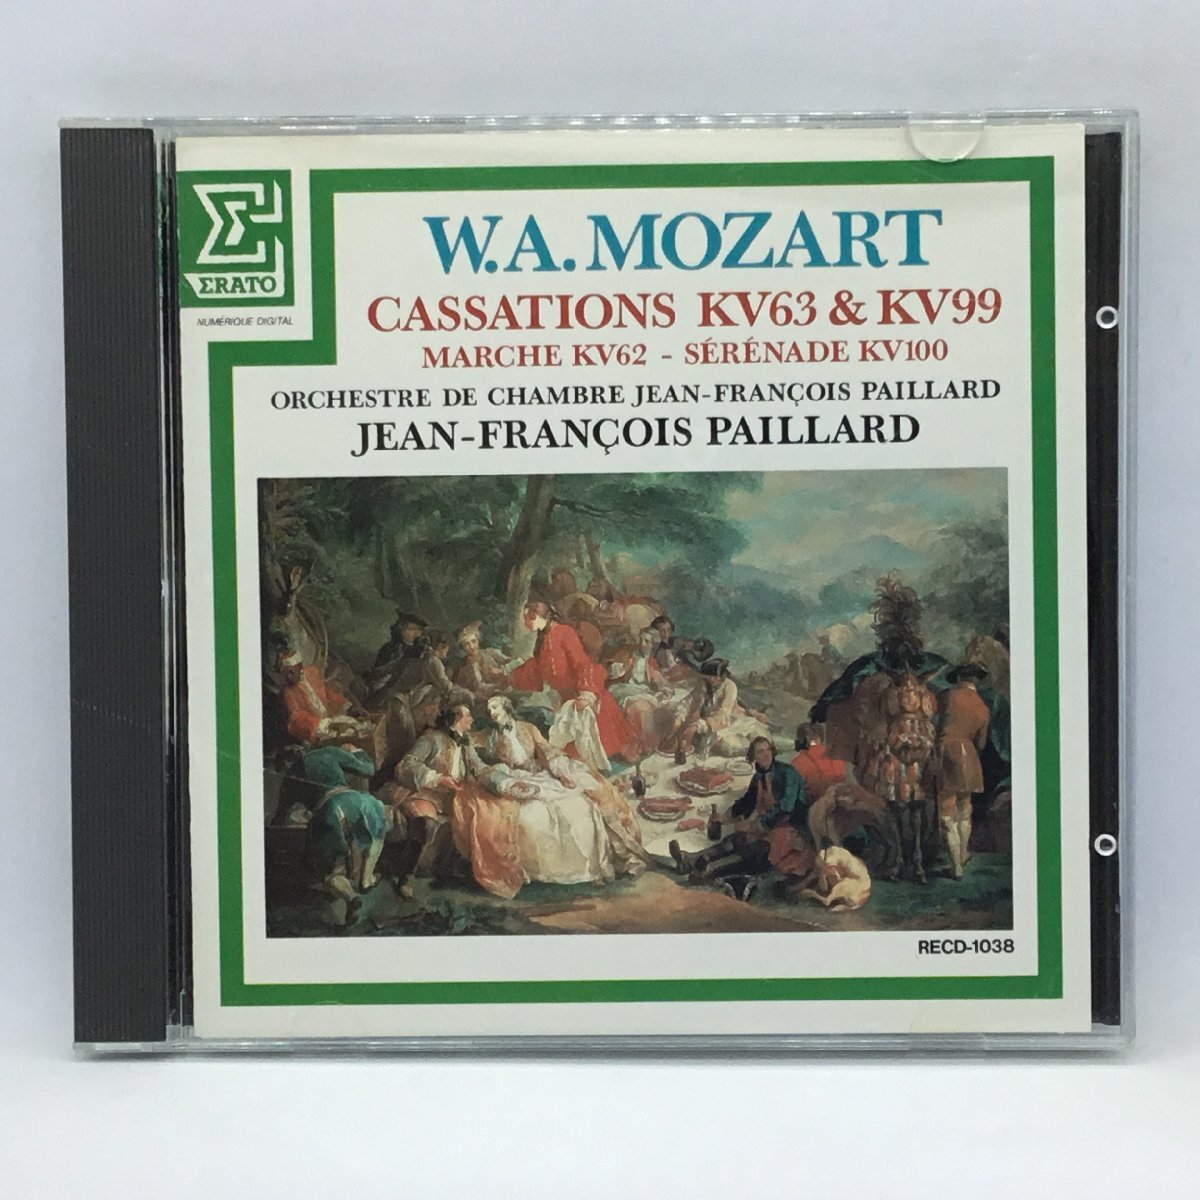 ΣRATO
NUMÉRIQUE DIGITAL
W.A. MOZART
CASSATIONS KV63 & KV99
MARCHE KV62 - SÉRÉNADE KV100
ORCHESTRE DE CHAMBRE JEAN-FRANÇOIS PAILLARD
JEAN-FRANÇOIS PAILLARD
RECD-1038